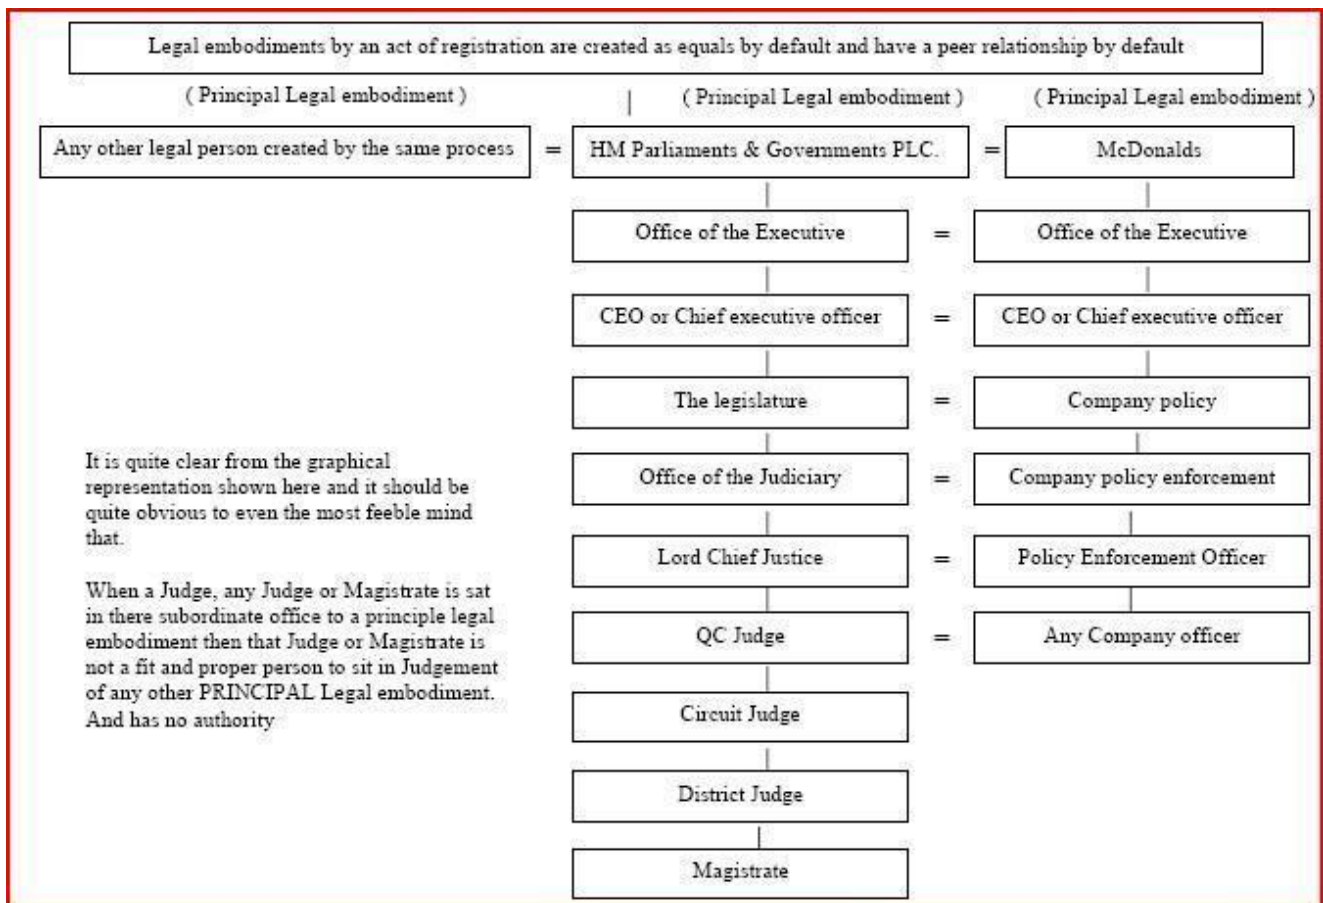 Legal embodiments by an act of registration are created as equals by default and have a peer relationship by default
( Principal Legal embodiment ) | ( Principal Legal embodiment ) ( Principal Legal embodiment )
Any other legal person created by the same process = HM Parliaments & Governments PLC. = McDonalds
Office of the Executive = Office of the Executive
CEO or Chief executive officer = CEO or Chief executive officer
The legislature = Company policy
Office of the Judiciary = Company policy enforcement
Lord Chief Justice = Policy Enforcement Officer
QC Judge = Any Company officer
Circuit Judge
District Judge
Magistrate
It is quite clear from the graphical
representation shown here and it should be
quite obvious to even the most feeble mind
that.
When a Judge, any Judge or Magistrate is sat
in there subordinate office to a principle legal
embodiment then that Judge or Magistrate is
not a fit and proper person to sit in Judgement
of any other PRINCIPAL Legal embodiment.
And has no authority